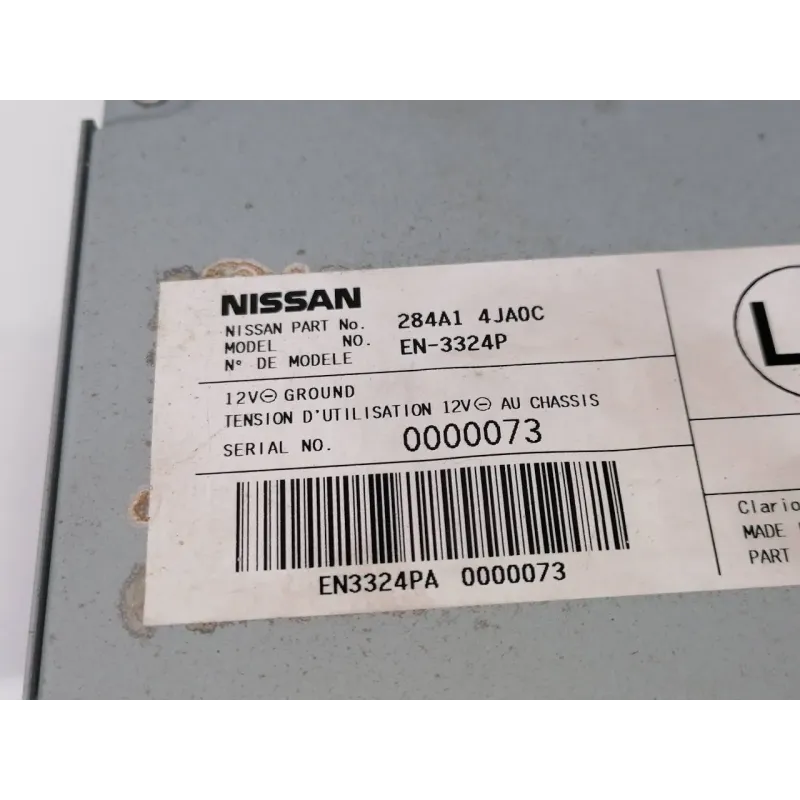 NISSAN
NISSAN PART No. 284A1 4JA0C
MODEL NO. EN-3324P
N° DE MODELE
12V⊖ GROUND
TENSION D'UTILISATION 12V⊖ AU CHASSIS
SERIAL NO. 0000073
EN3324PA 0000073
L
Clario
MADE
PART